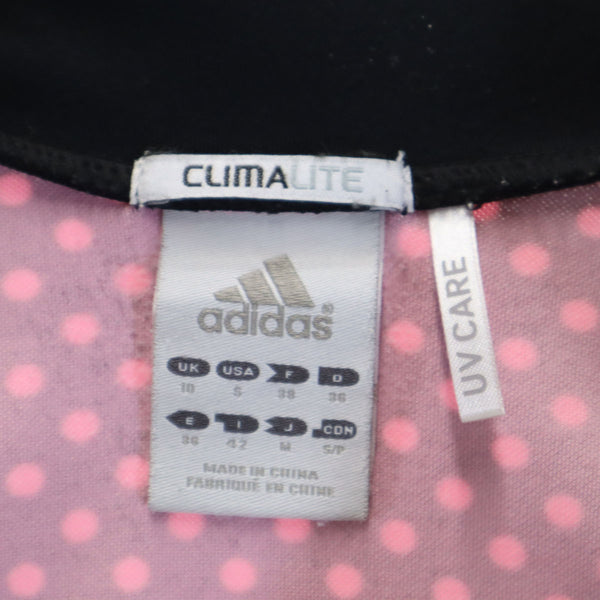 CLIMALITE
adidas®
UK USA F D
10 S 38 36
E I J CDN
36 42 M S/P
MADE IN CHINA
FABRIQUÉ EN CHINE
UV CARE